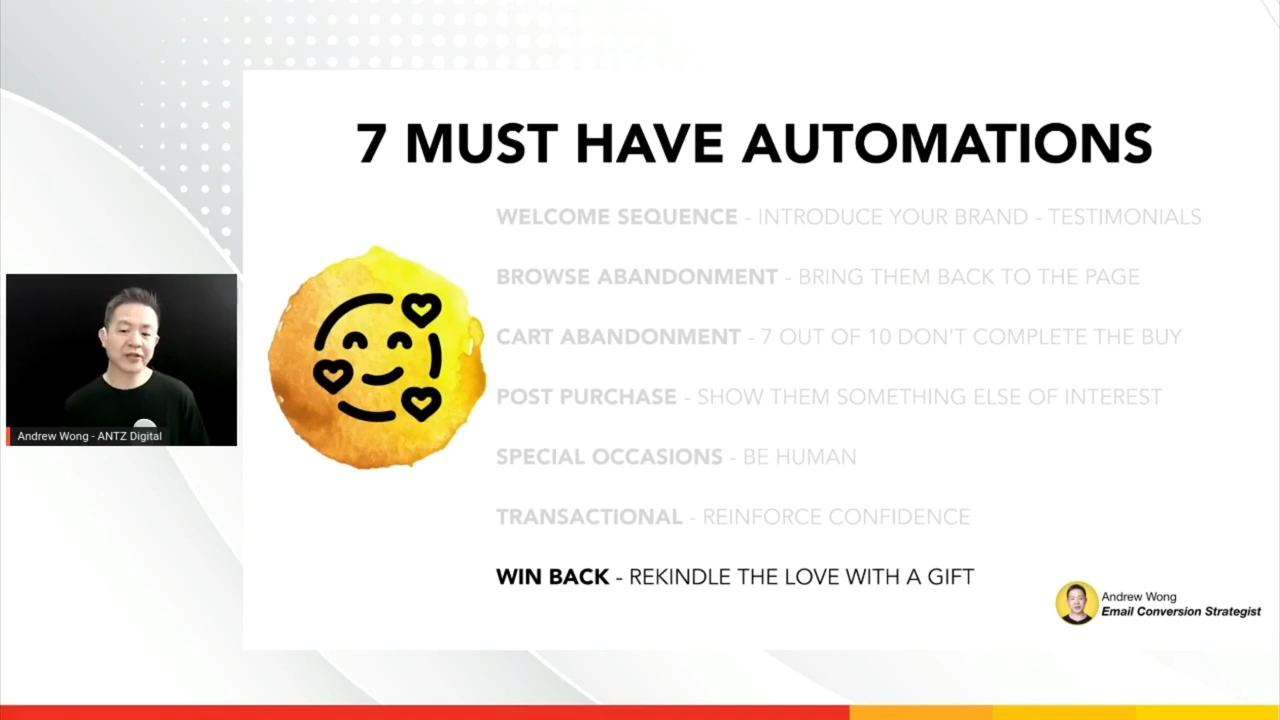 7 MUST HAVE AUTOMATIONS
WELCOME SEQUENCE - INTRODUCE YOUR BRAND - TESTIMONIALS
BROWSE ABANDONMENT - BRING THEM BACK TO THE PAGE
CART ABANDONMENT - 7 OUT OF 10 DON'T COMPLETE THE BUY
POST PURCHASE - SHOW THEM SOMETHING ELSE OF INTEREST
SPECIAL OCCASIONS - BE HUMAN
TRANSACTIONAL - REINFORCE CONFIDENCE
WIN BACK - REKINDLE THE LOVE WITH A GIFT
Andrew Wong - ANTZ Digital
Andrew Wong
Email Conversion Strategist